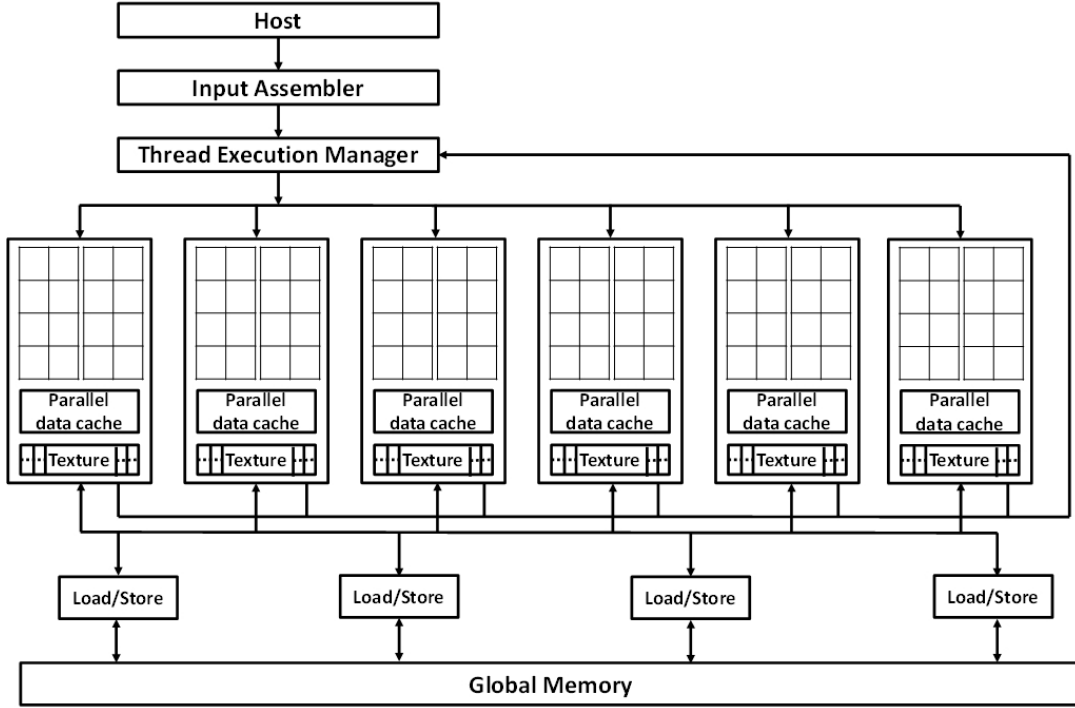 Host
Input Assembler
Thread Execution Manager
Parallel
data cache
Parallel
data cache
Parallel
data cache
Parallel
data cache
Parallel
data cache
Parallel
data cache
Texture
Texture
Texture
Texture
Texture
Texture
Load/Store
Load/Store
Load/Store
Load/Store
Global Memory